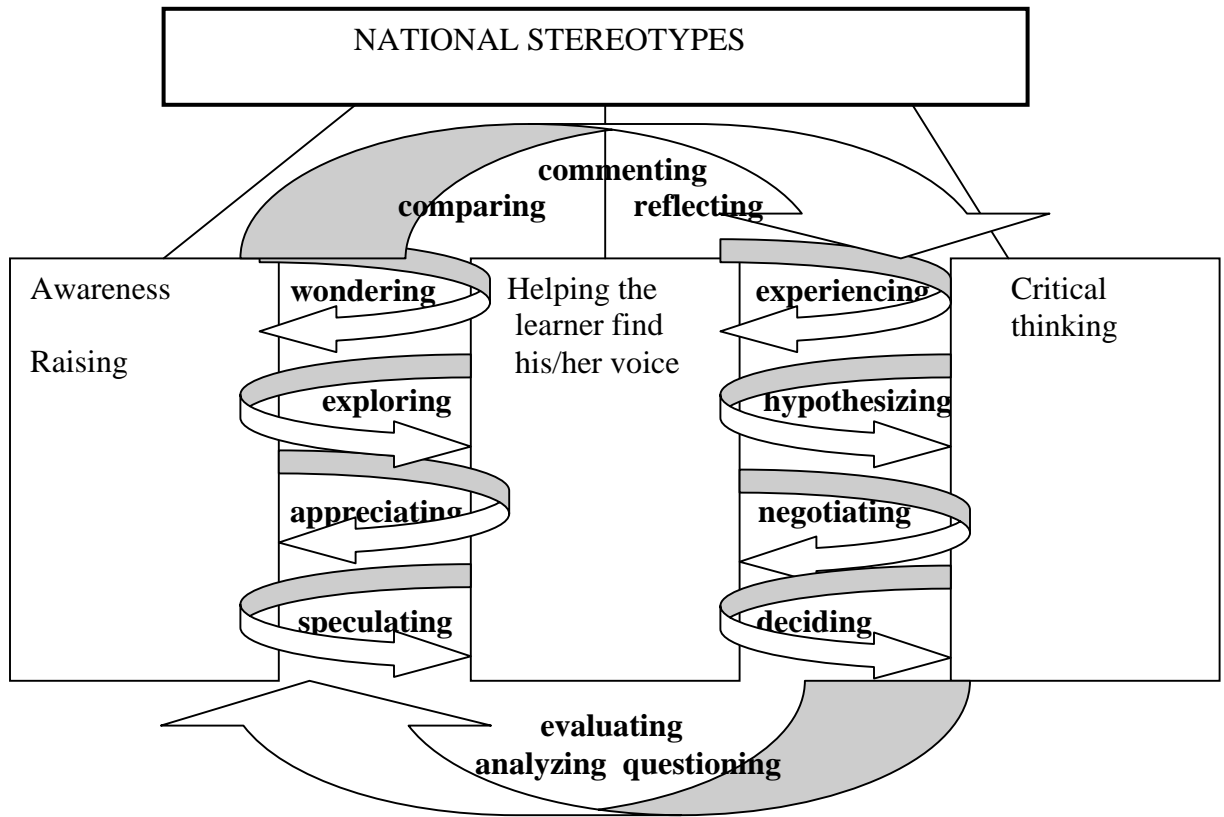 NATIONAL STEREOTYPES
commenting
comparing reflecting
Awareness
Raising
wondering
exploring
appreciating
speculating
Helping the
learner find
his/her voice
experiencing
hypothesizing
negotiating
deciding
Critical
thinking
evaluating
analyzing questioning